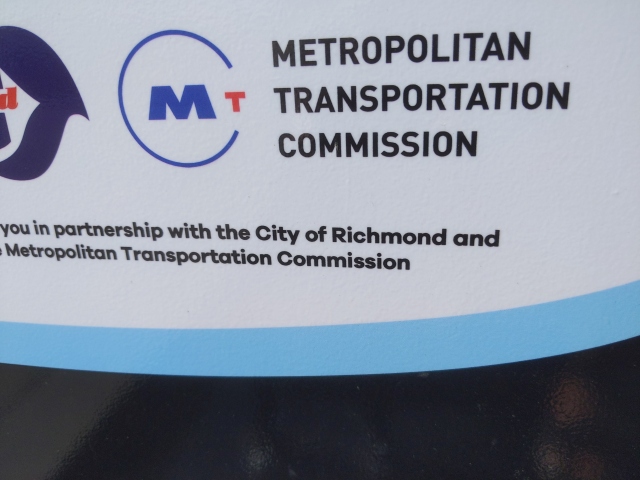 MT
METROPOLITAN
TRANSPORTATION
COMMISSION
you in partnership with the City of Richmond and
Metropolitan Transportation Commission